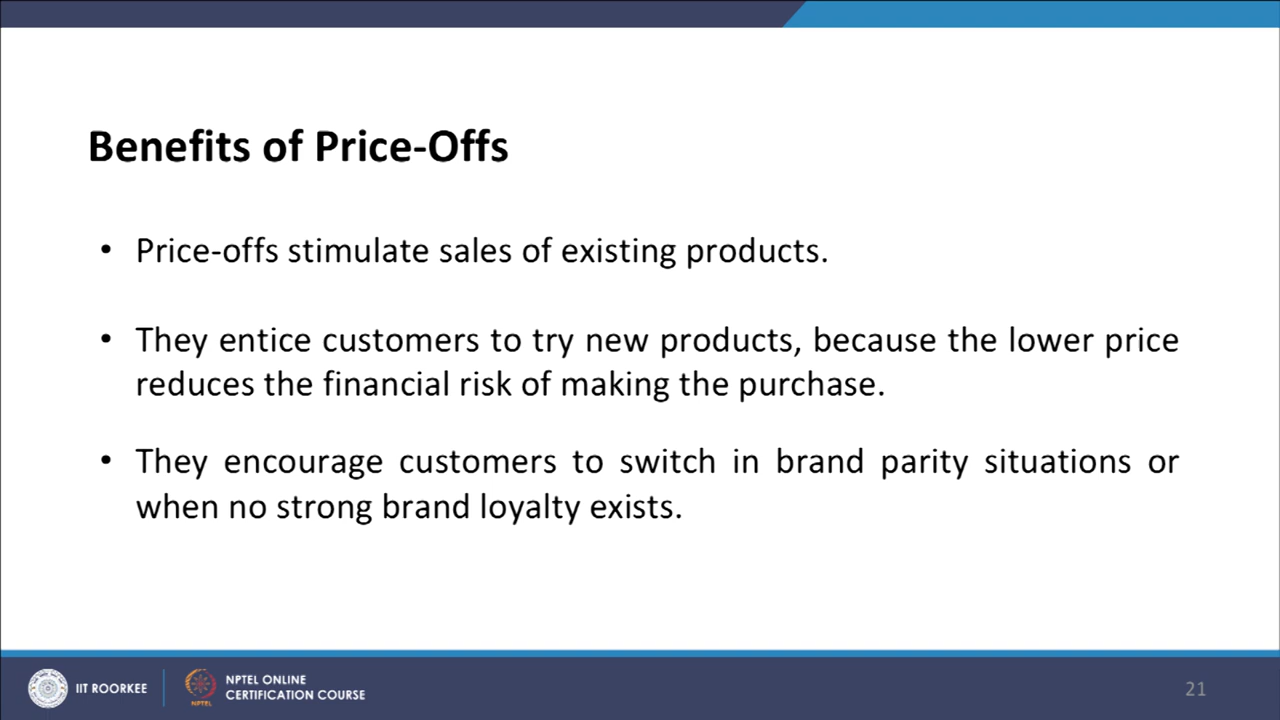 Benefits of Price-Offs
• Price-offs stimulate sales of existing products.
• They entice customers to try new products, because the lower price
reduces the financial risk of making the purchase.
• They encourage customers to switch in brand parity situations or
when no strong brand loyalty exists.
IIT ROORKEE
NPTEL
NPTEL ONLINE
CERTIFICATION COURSE
21